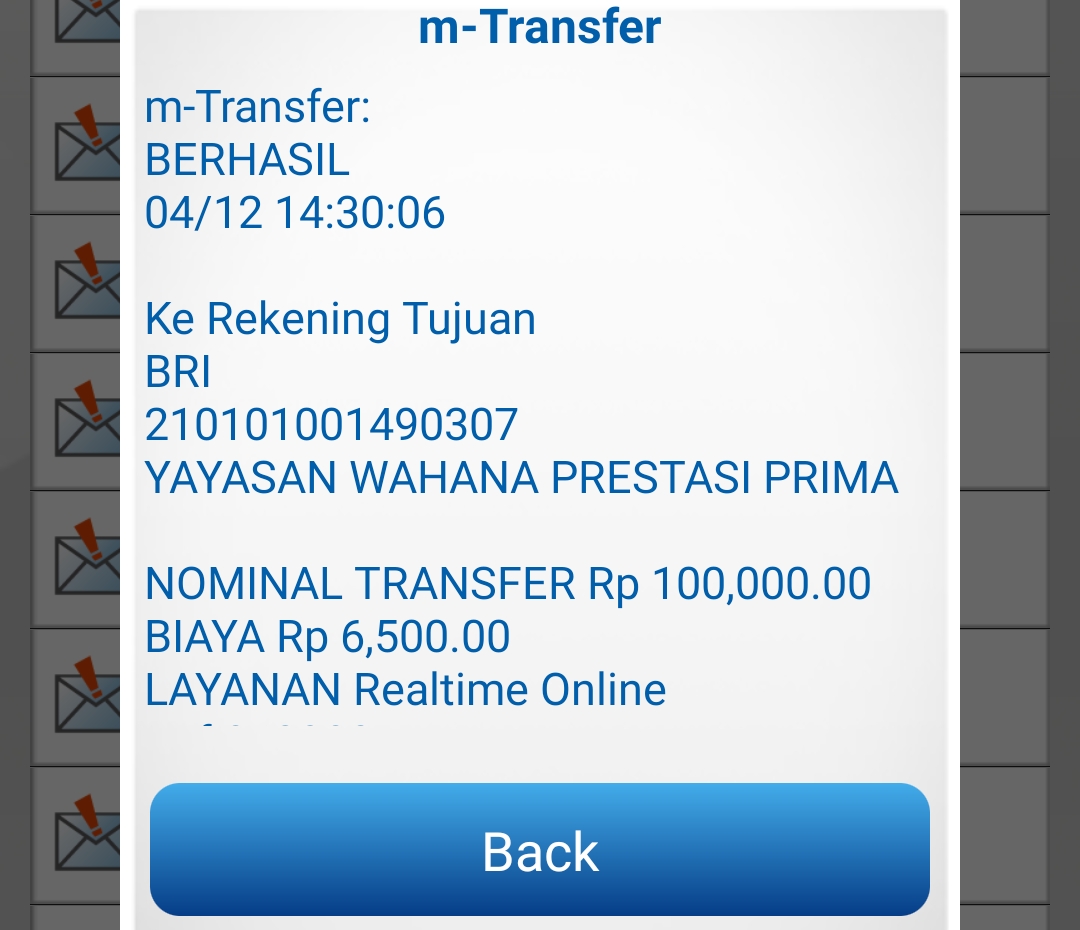 m-Transfer
m-Transfer:
BERHASIL
04/12 14:30:06
Ke Rekening Tujuan
BRI
210101001490307
YAYASAN WAHANA PRESTASI PRIMA
NOMINAL TRANSFER Rp 100,000.00
BIAYA Rp 6,500.00
LAYANAN Realtime Online
Back